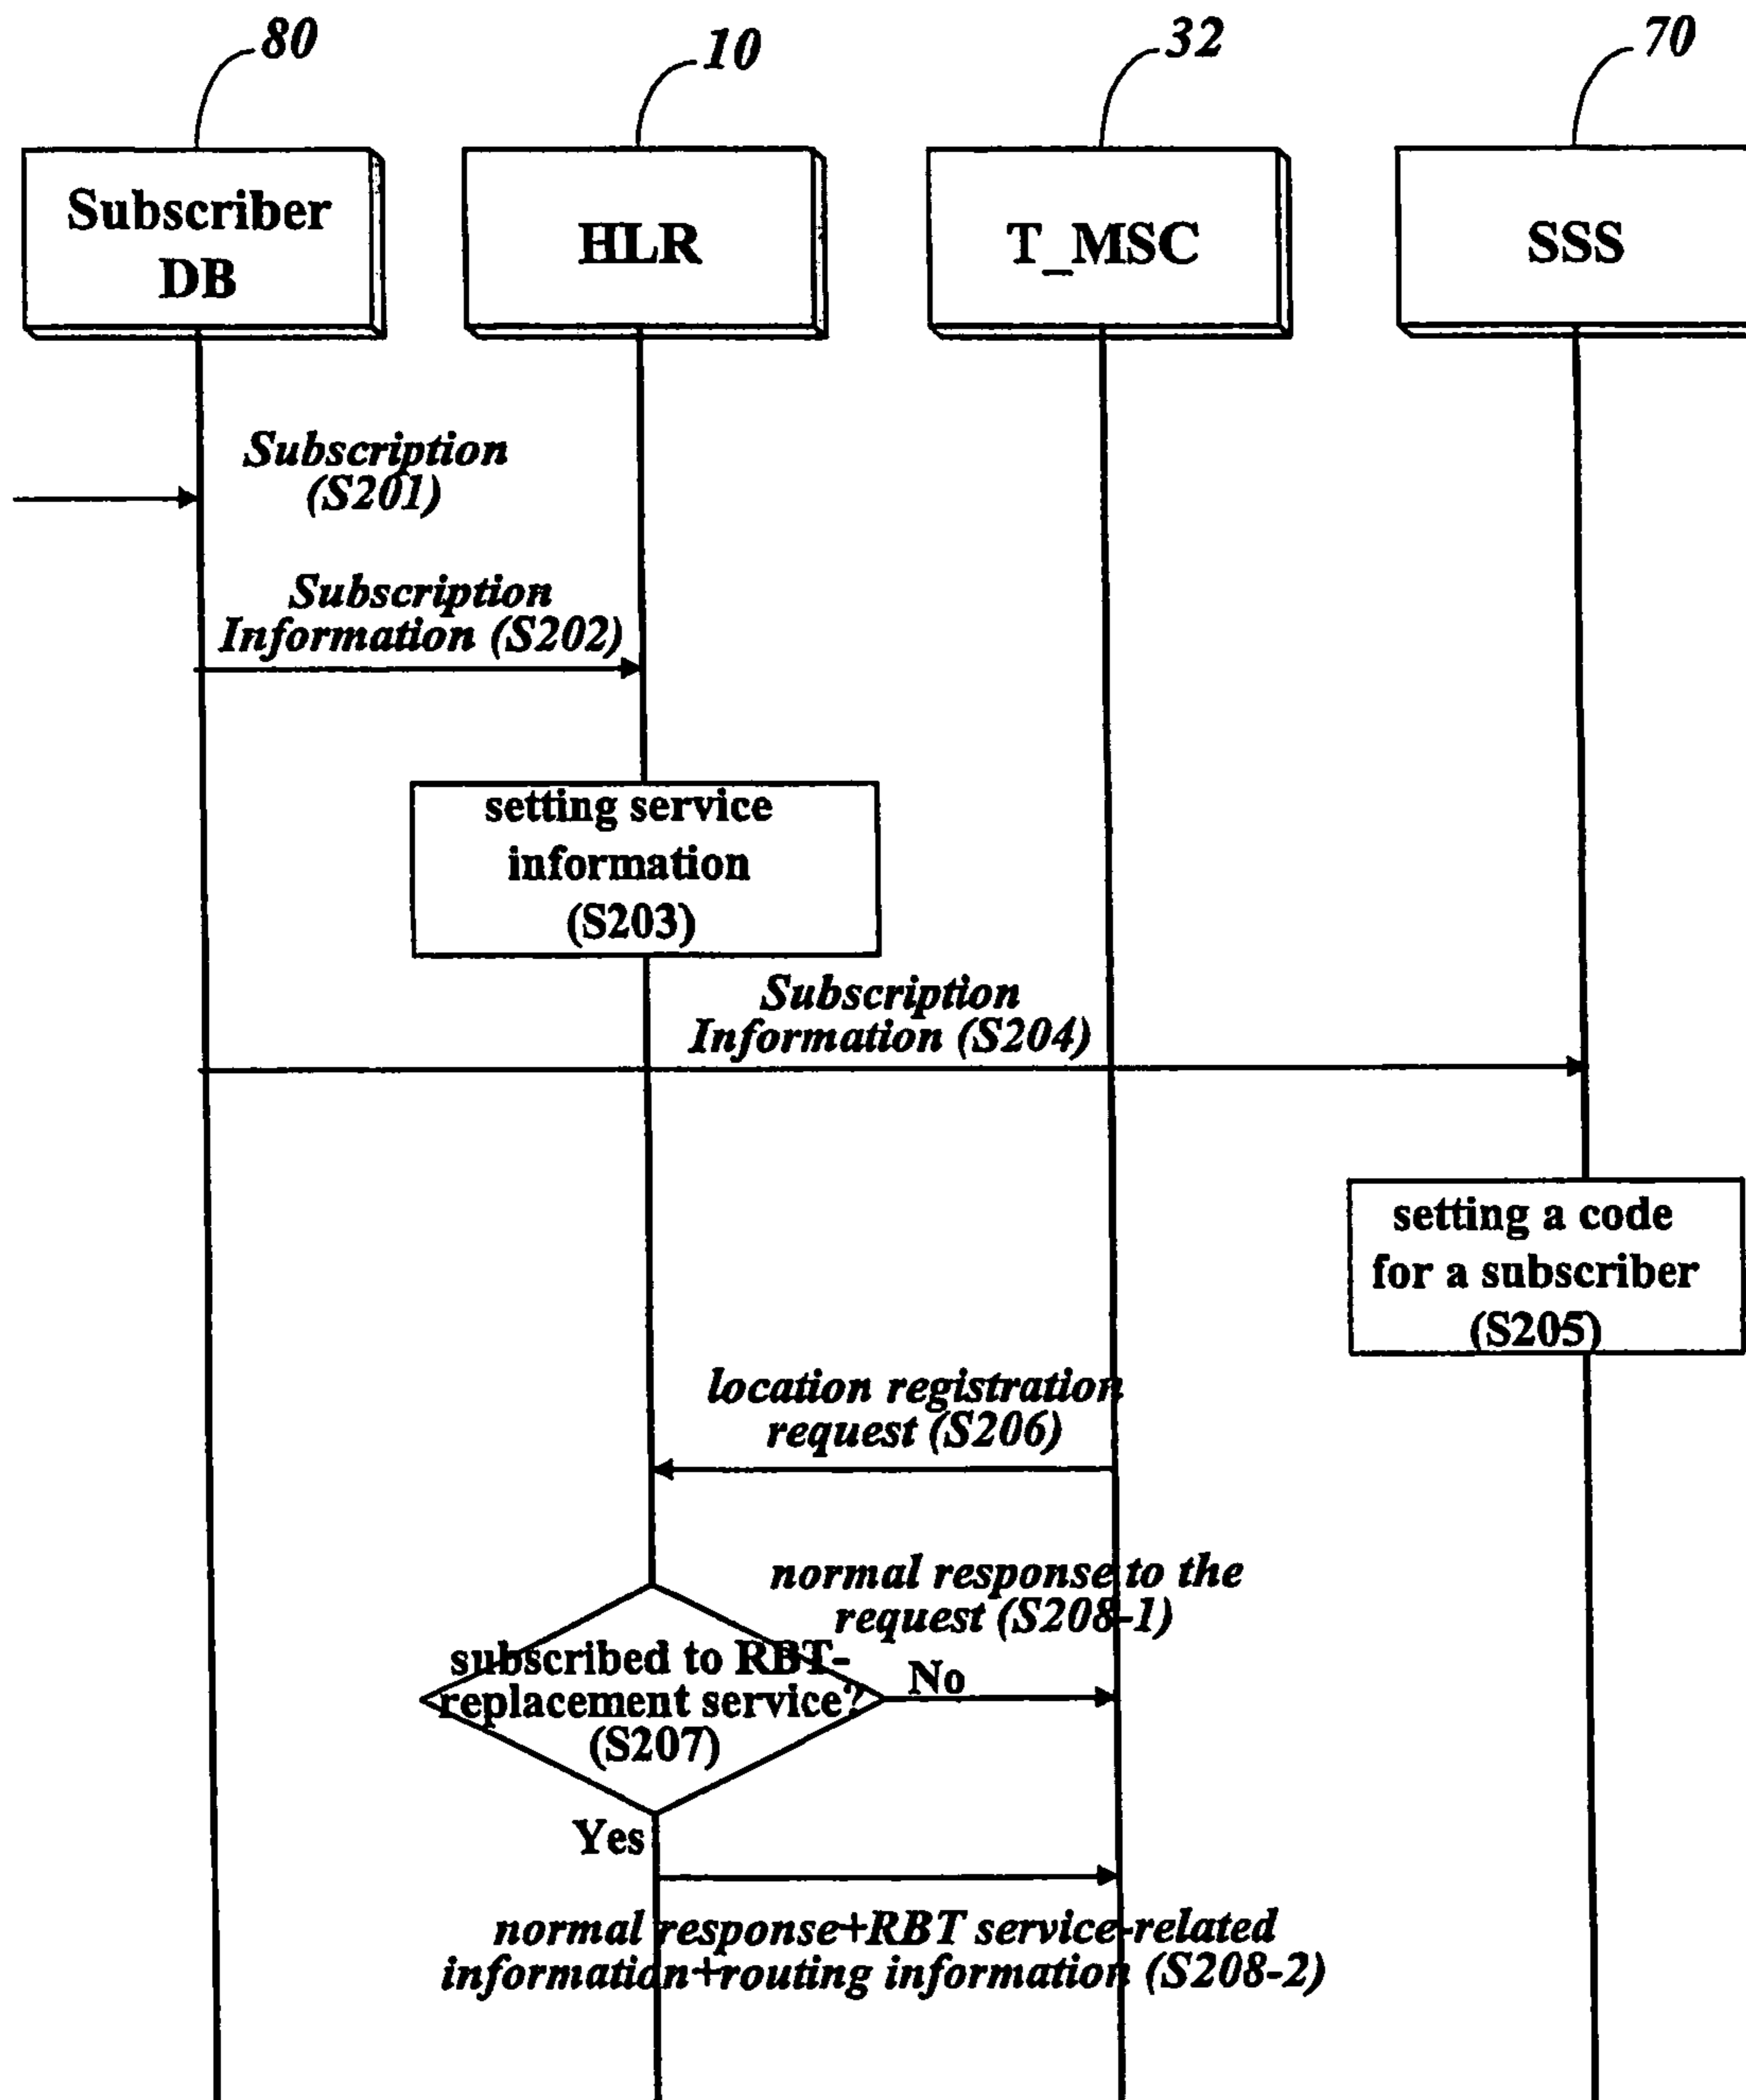 80
10
32
70
Subscriber
DB
HLR
T_MSC
SSS
Subscription
(S201)
Subscription
Information (S202)
setting service
information
(S203)
Subscription
Information (S204)
setting a code
for a subscriber
(S205)
location registration
request (S206)
normal response to the
request (S208-1)
subscribed to RBT-
replacement service?
(S207)
No
Yes
normal response+RBT service-related
information+routing information (S208-2)